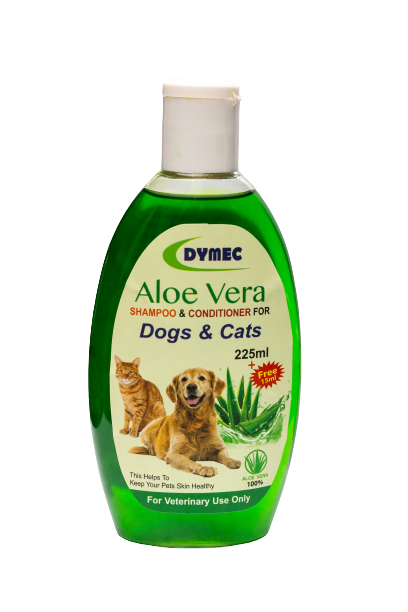 DYMEC
Aloe Vera
SHAMPOO & CONDITIONER FOR
Dogs & Cats
225ml
+
Free
15ml
This Helps To
Keep Your Pets Skin Healthy
ALOE VERA
100%
For Veterinary Use Only